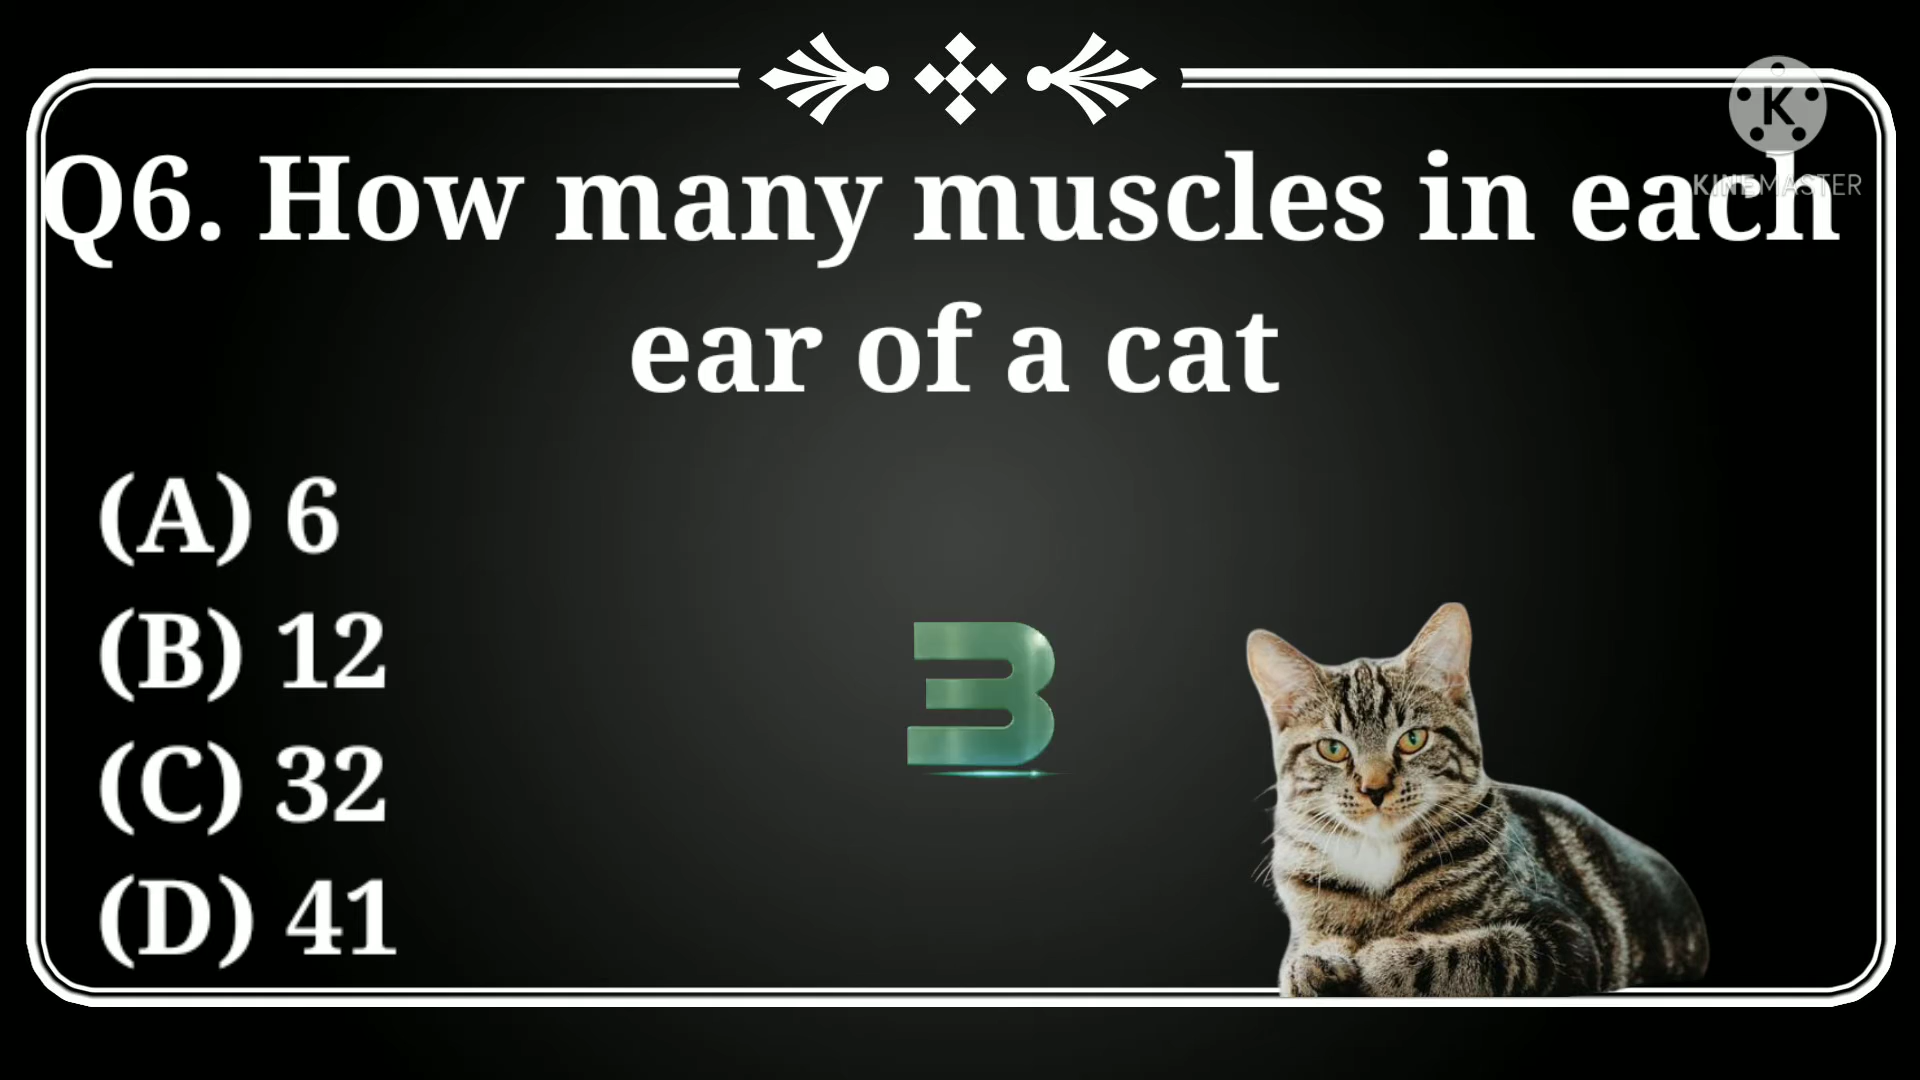 K
KINEMASTER
Q6. How many muscles in each
ear of a cat
(A) 6
(B) 12
(C) 32
(D) 41
3